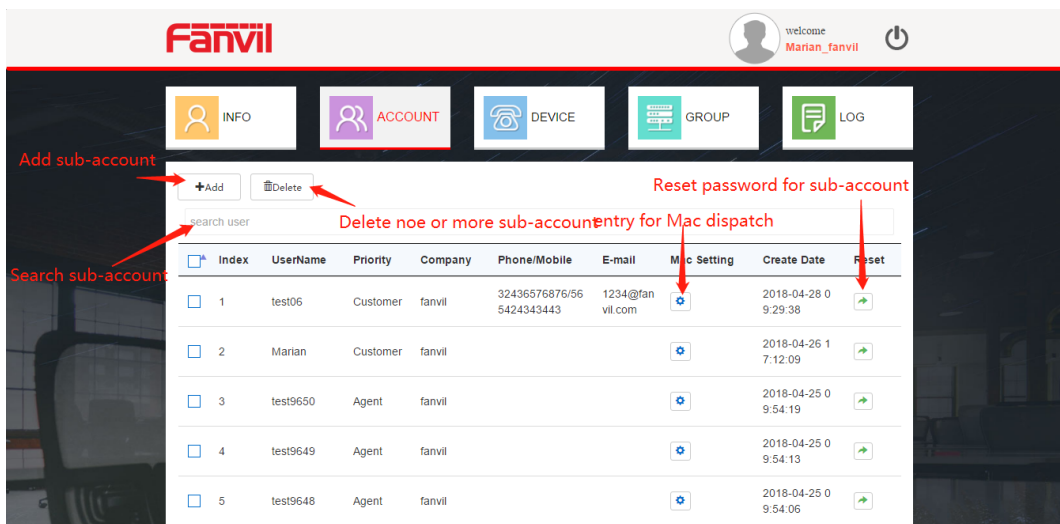 Fanvil
welcome
Marian_fanvil
INFO
ACCOUNT
DEVICE
GROUP
LOG
Add sub-account
+Add
Delete
Reset password for sub-account
search user
Delete noe or more sub-account
entry for Mac dispatch
Search sub-account
Index UserName Priority Company Phone/Mobile E-mail Mac Setting Create Date Reset
1 test06 Customer fanvil 32436576876/56 1234@fan 2018-04-28 0
5424343443 vil.com 9:29:38
2 Marian Customer fanvil 2018-04-26 1
7:12:09
3 test9650 Agent fanvil 2018-04-25 0
9:54:19
4 test9649 Agent fanvil 2018-04-25 0
9:54:13
5 test9648 Agent fanvil 2018-04-25 0
9:54:06